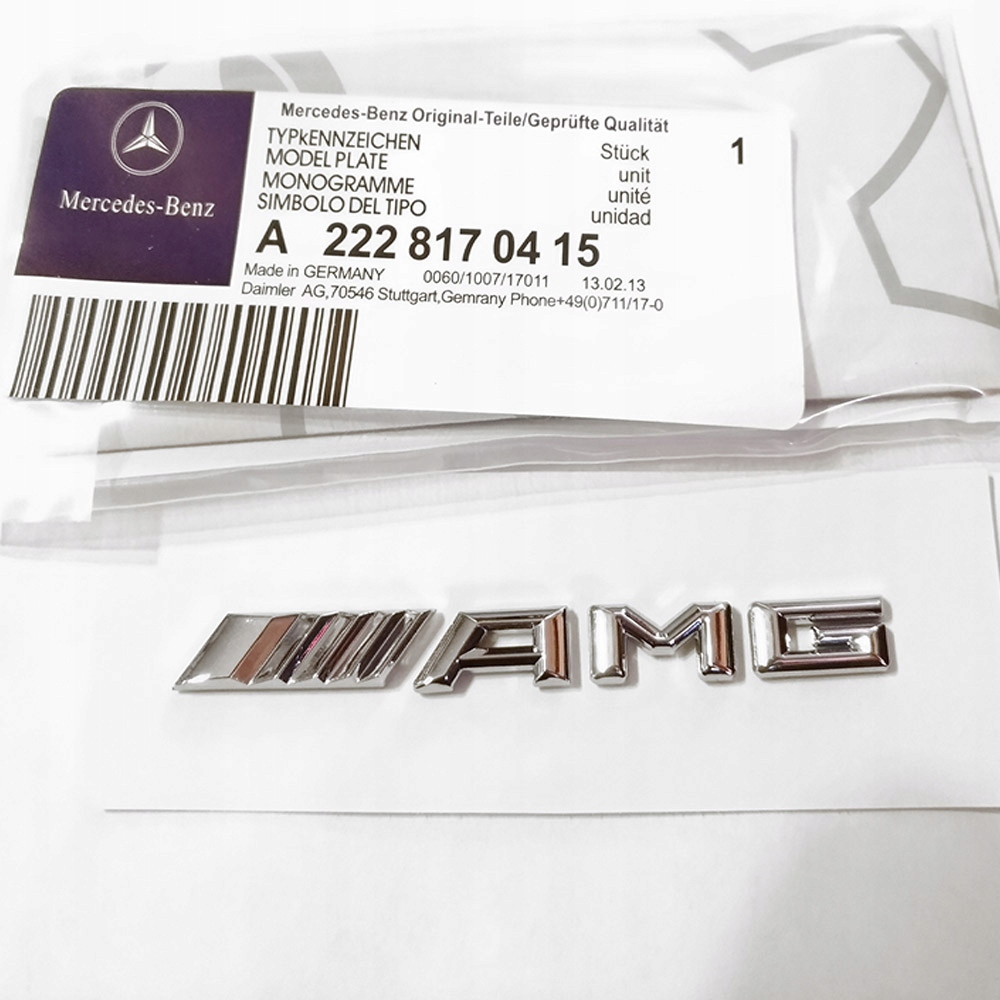 Mercedes-Benz
Mercedes-Benz Original-Teile/Geprüfte Qualität
TYPkENNZEICHEN
MODEL PLATE
MONOGRAMME
SIMBOLO DEL TIPO
Stück
unit
unité
unidad
1
A 222 817 04 15
Made in GERMANY 0060/1007/17011 13.02.13
Daimler AG,70546 Stuttgart,Gemrany Phone+49(0)711/17-0
AMG